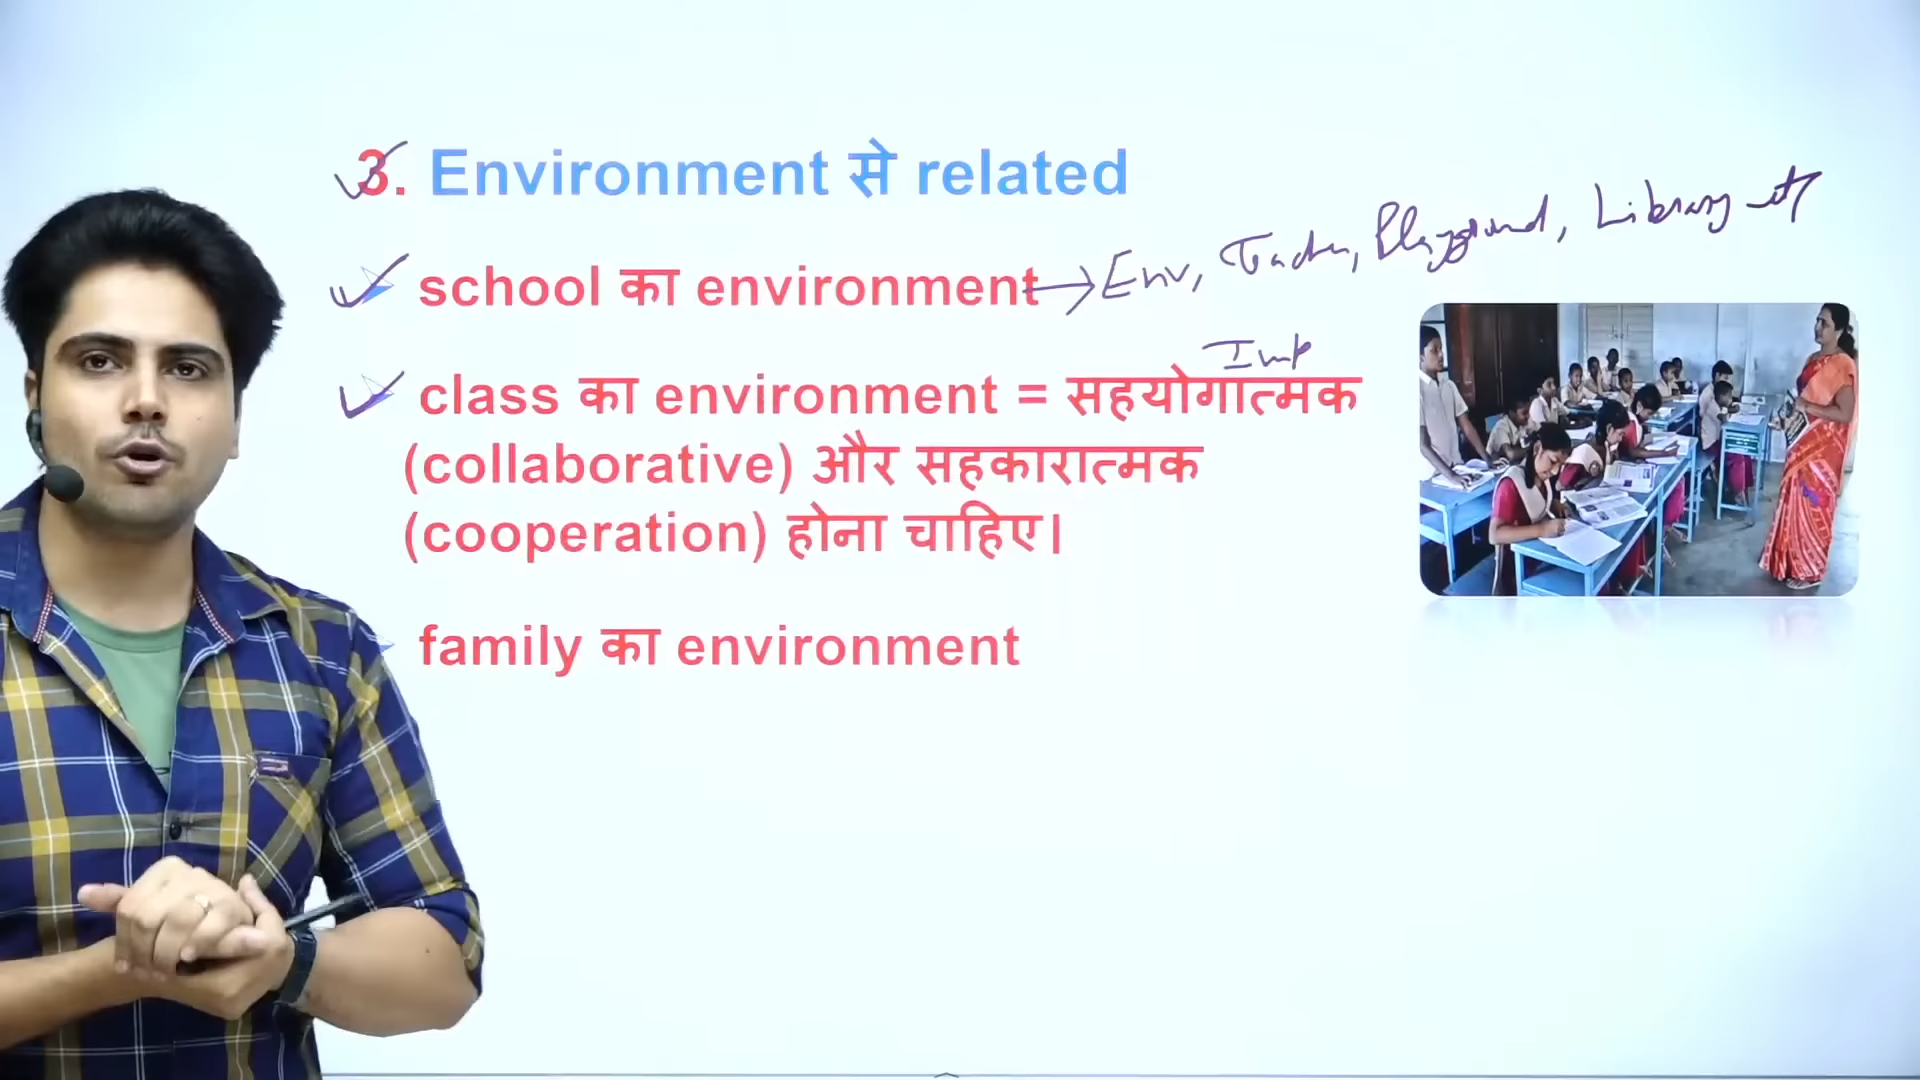 3. Environment से related
school का environment → Env, Teacher, Playground, Library etc
Imp
class का environment = सहयोगात्मक
(collaborative) और सहकारात्मक
(cooperation) होना चाहिए।
family का environment